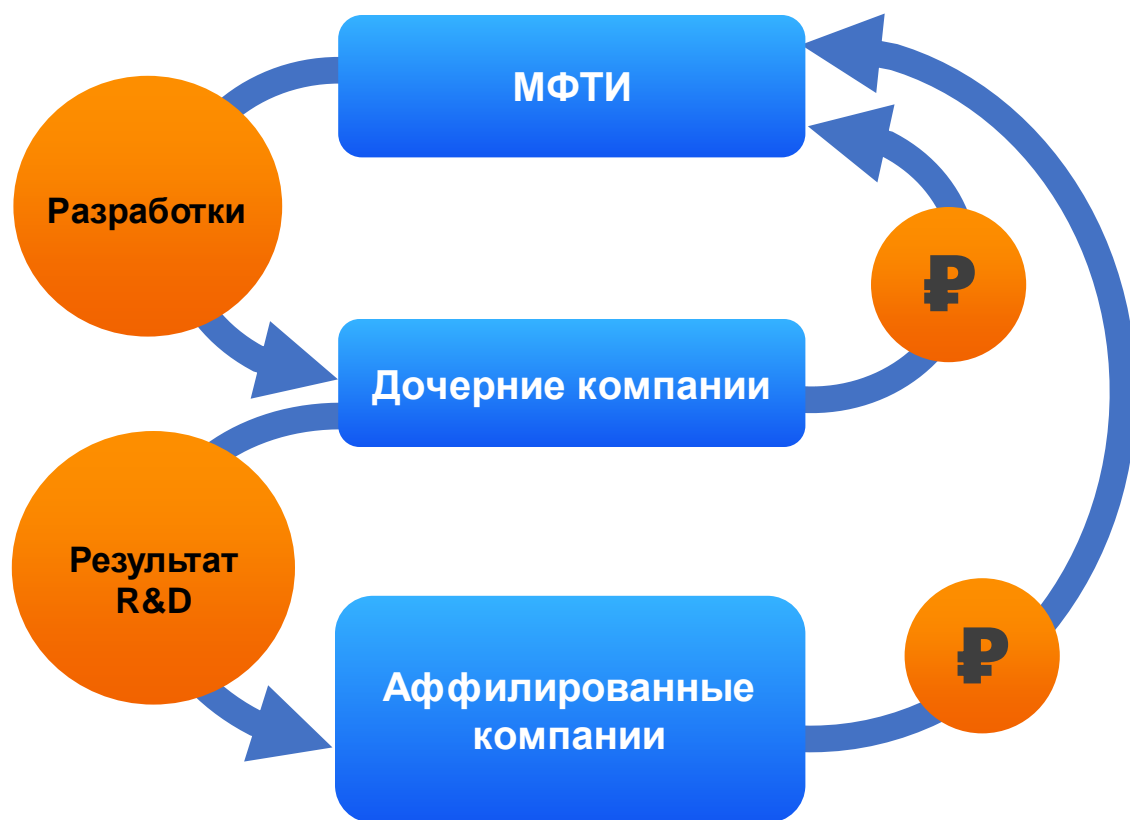 МФТИ
Разработки
₽
Дочерние компании
Результат
R&D
₽
Аффилированные
компании